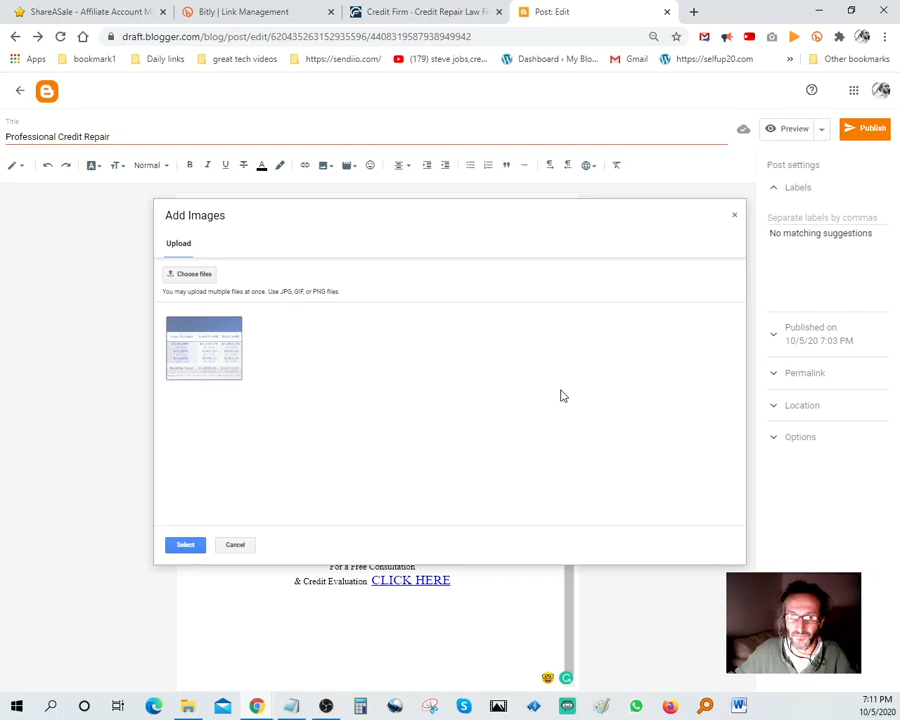 ShareASale - Affiliate Account M
Bitly | Link Management
Credit Firm · Credit Repair Law F
Post: Edit
draft.blogger.com/blog/post/edit/620435263152935596/4408319587938949942
Apps
bookmark1
Daily links
great tech videos
https://sendiio.com/
(179) steve jobs,cre...
Dashboard ‹ My Blo...
Gmail
https://selfup20.com
»
Other bookmarks
Title
Professional Credit Repair
Preview
Publish
Normal
Post settings
Labels
Separate labels by commas
No matching suggestions
Published on
10/5/20 7:03 PM
Permalink
Location
Options
Add Images
Upload
Choose files
You may upload multiple files at once. Use JPG, GIF, or PNG files.
Monthly Total
Select
Cancel
For a Free Consultation
& Credit Evaluation CLICK HERE
7:11 PM
10/5/2020